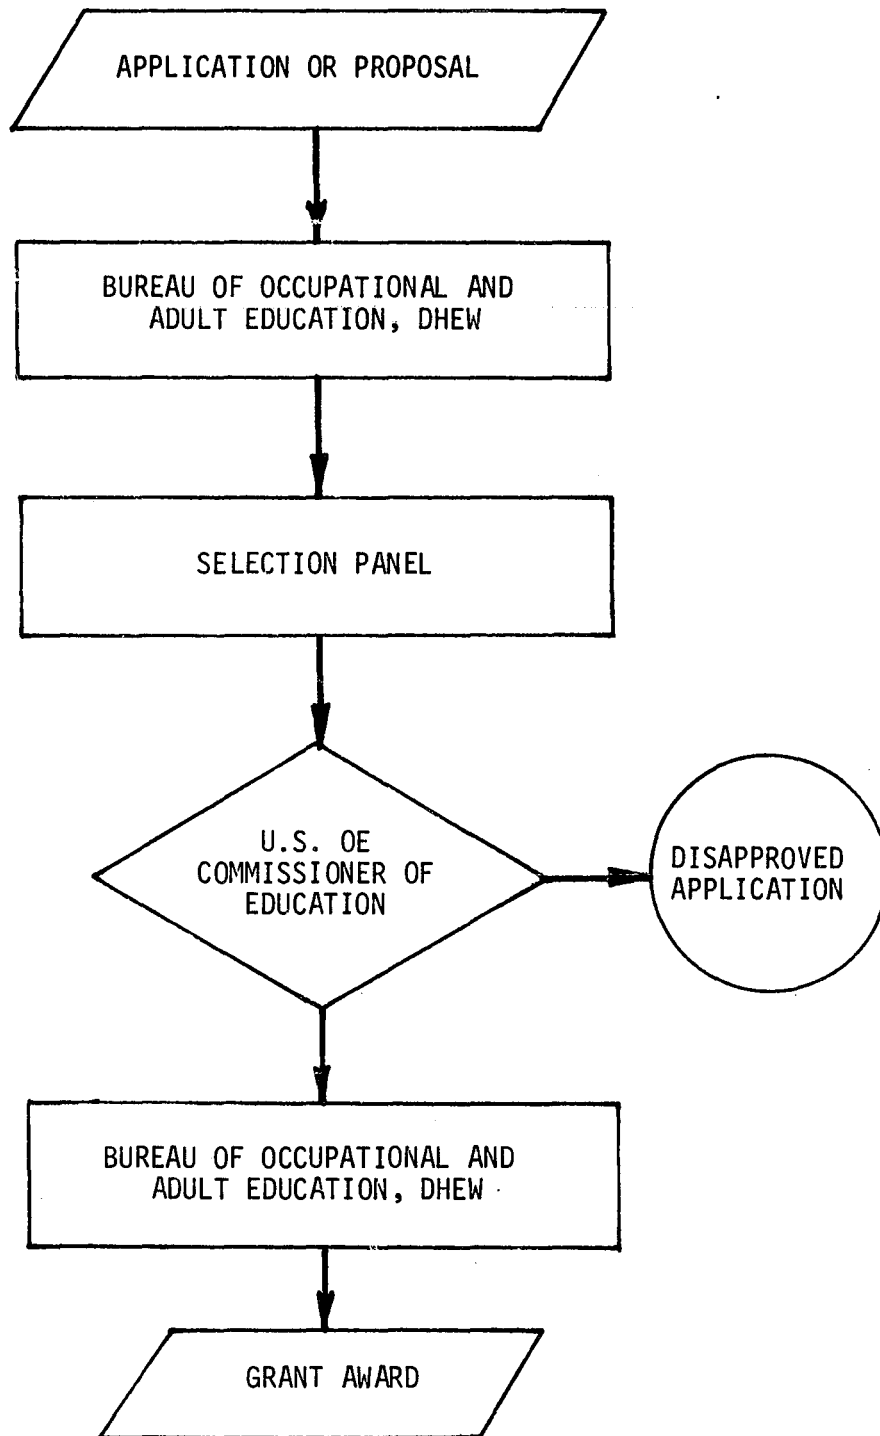 APPLICATION OR PROPOSAL
BUREAU OF OCCUPATIONAL AND
ADULT EDUCATION, DHEW
SELECTION PANEL
U.S. OE
COMMISSIONER OF
EDUCATION
DISAPPROVED
APPLICATION
BUREAU OF OCCUPATIONAL AND
ADULT EDUCATION, DHEW
GRANT AWARD